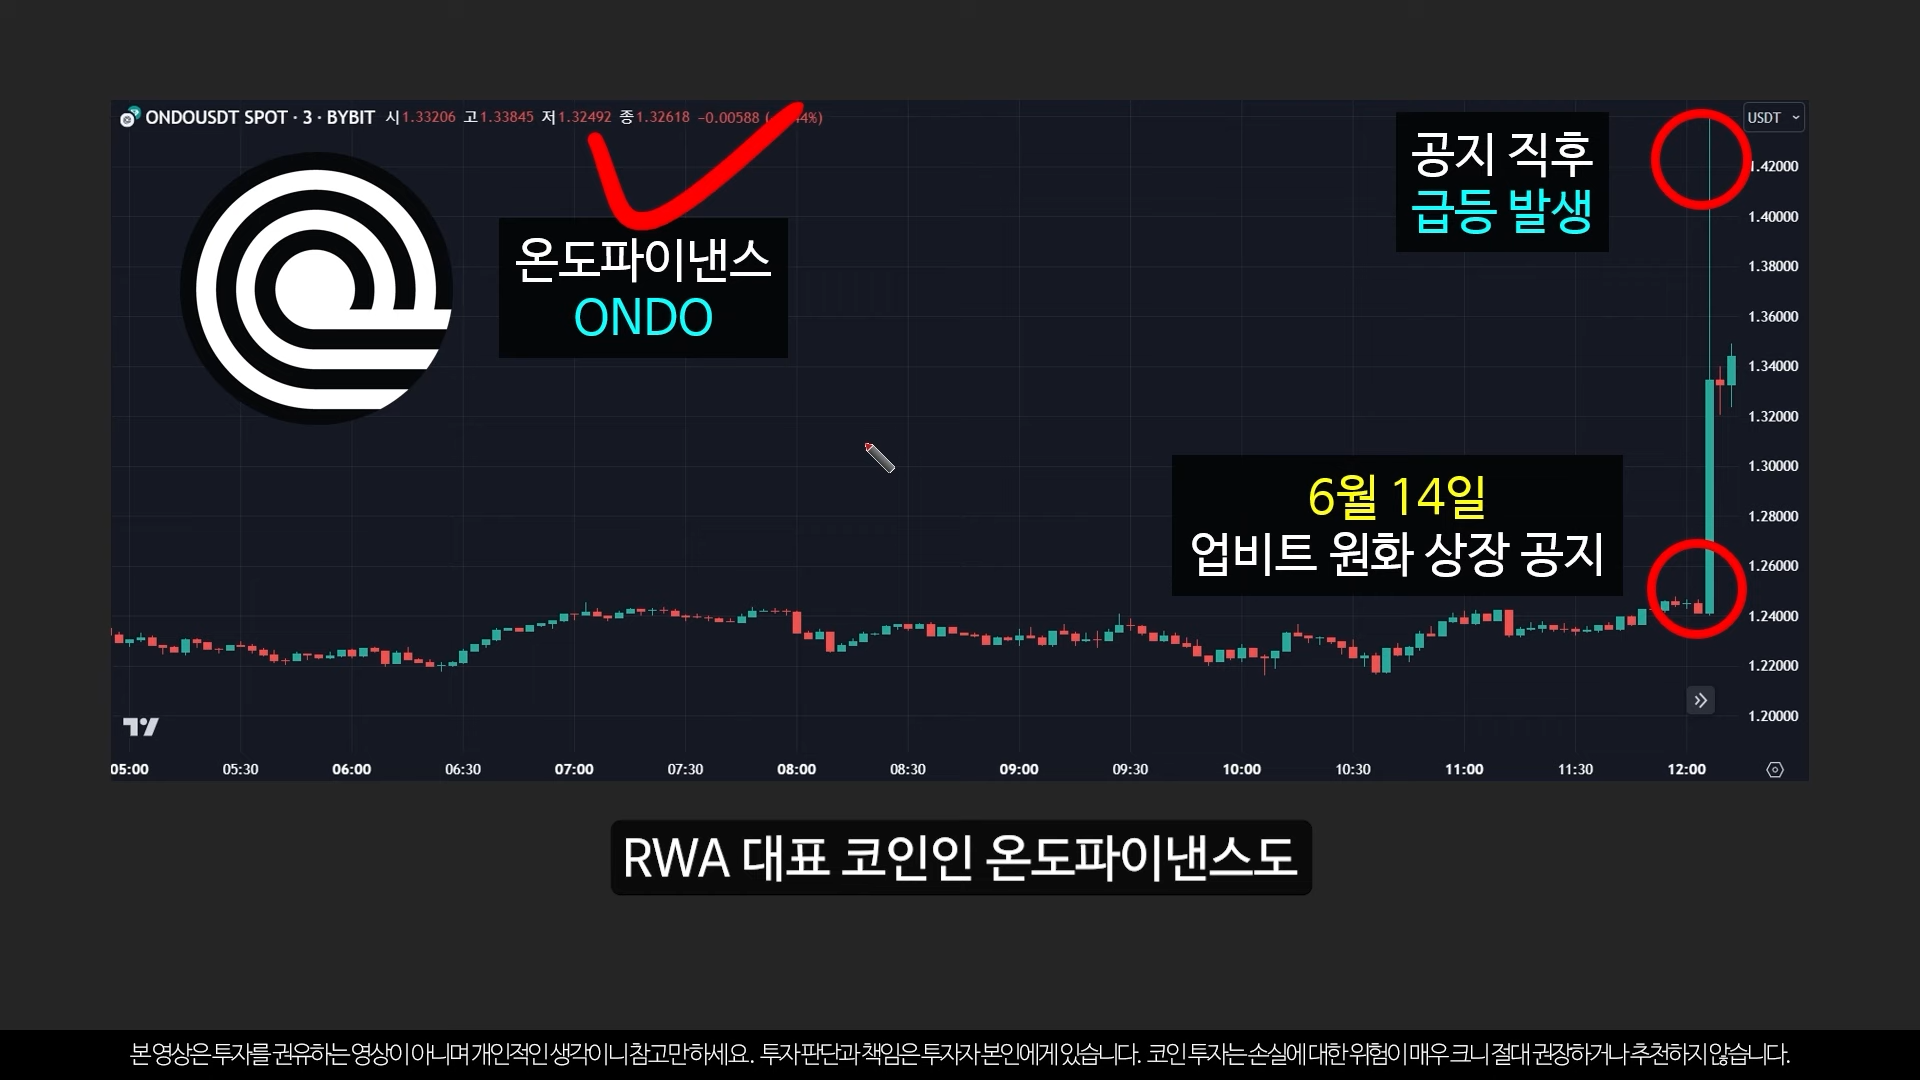 ONDOUSDT SPOT · 3 · BYBIT 시1.33206 고1.33845 저1.32492 종1.32618 -0.00588
USDT
온도파이낸스
ONDO
공지 직후
급등 발생
6월 14일
업비트 원화 상장 공지
1.42000
1.40000
1.38000
1.36000
1.34000
1.32000
1.30000
1.28000
1.26000
1.24000
1.22000
1.20000
05:00 05:30 06:00 06:30 07:00 07:30 08:00 08:30 09:00 09:30 10:00 10:30 11:00 11:30 12:00
RWA 대표 코인인 온도파이낸스도
본 영상은 투자를 권유하는 영상이 아니며 개인적인 생각이니 참고만 하세요. 투자 판단과 책임은 투자자 본인에게 있습니다. 코인 투자는 손실에 대한 위험이 매우 크니 절대 권장하거나 추천하지 않습니다.